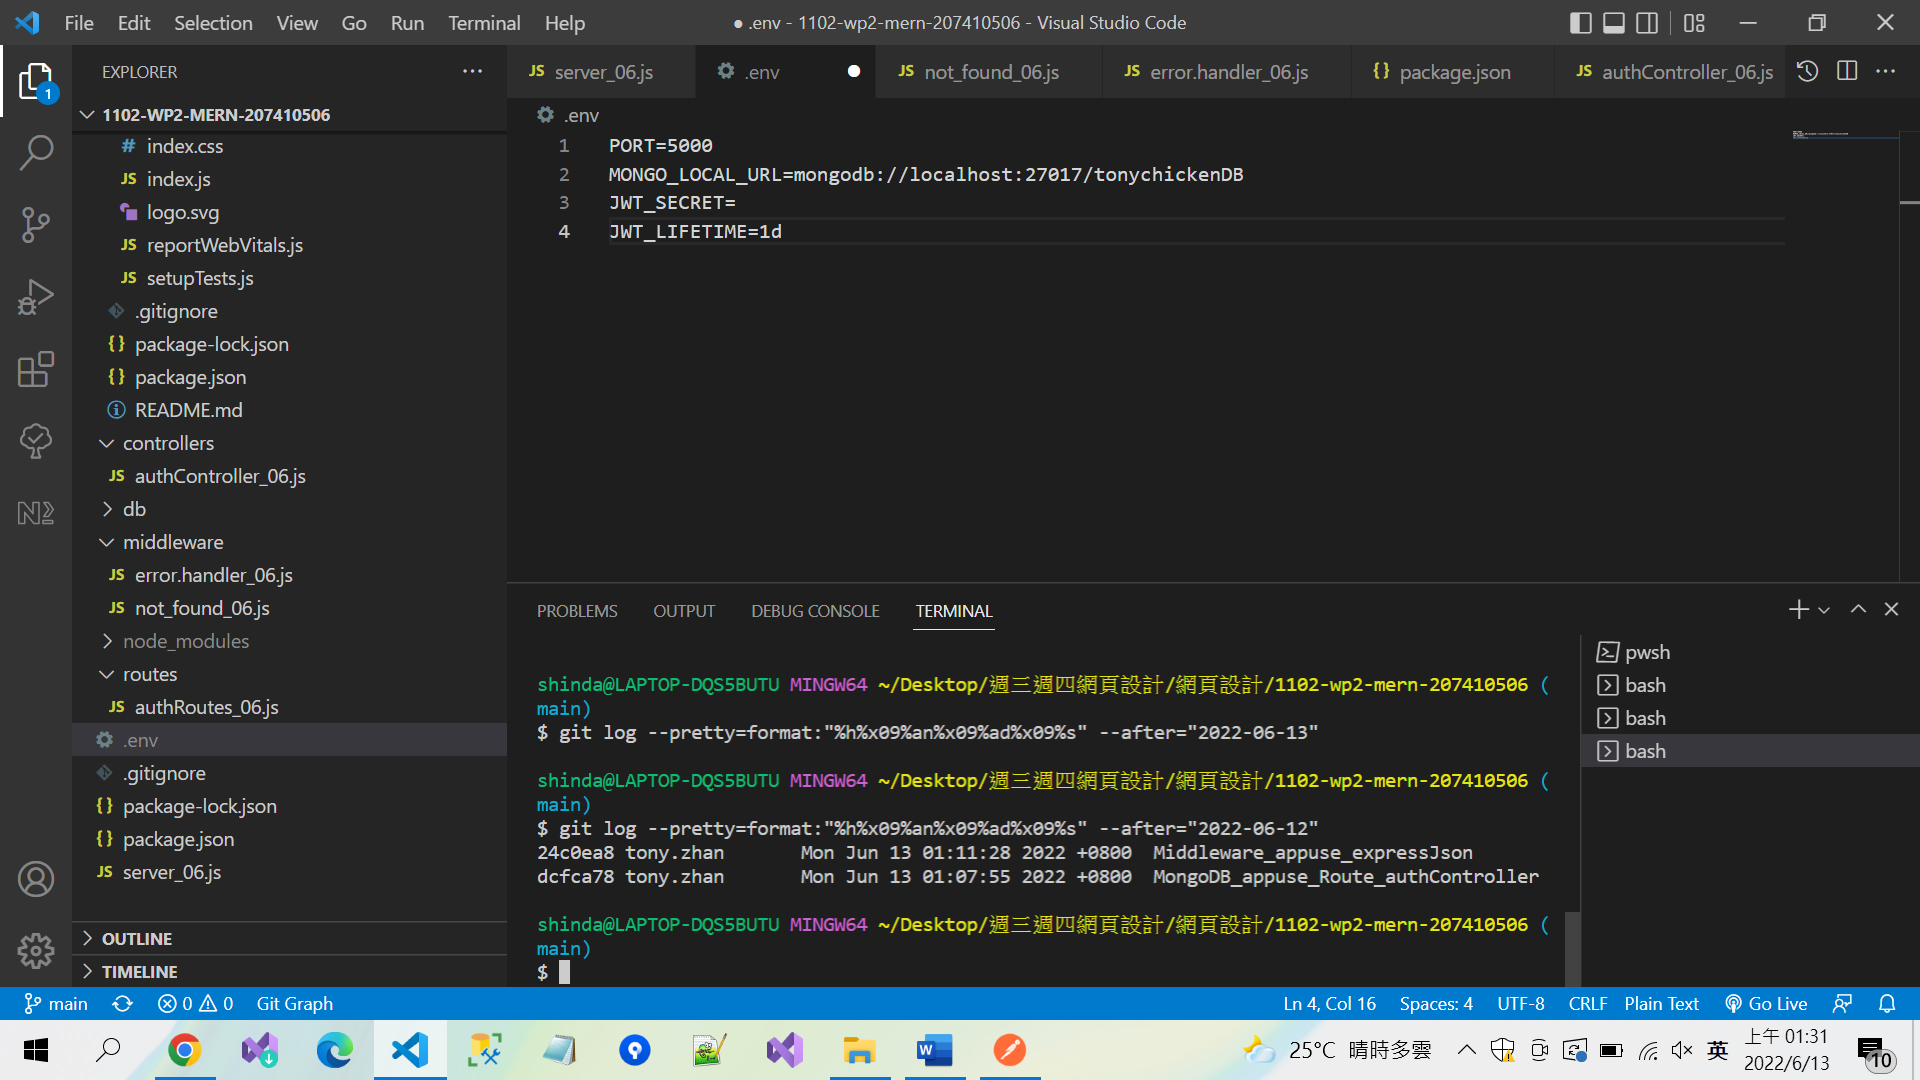 File Edit Selection View Go Run Terminal Help
● .env - 1102-wp2-mern-207410506 - Visual Studio Code
EXPLORER
1
1102-WP2-MERN-207410506
# index.css
JS index.js
logo.svg
JS reportWebVitals.js
JS setupTests.js
.gitignore
{} package-lock.json
{} package.json
README.md
controllers
JS authController_06.js
db
middleware
JS error.handler_06.js
JS not_found_06.js
node_modules
routes
JS authRoutes_06.js
.env
.gitignore
{} package-lock.json
{} package.json
JS server_06.js
OUTLINE
TIMELINE
JS server_06.js .env JS not_found_06.js JS error.handler_06.js {} package.json JS authController_06.js
.env
1 PORT=5000
2 MONGO_LOCAL_URL=mongodb://localhost:27017/tonychickenDB
3 JWT_SECRET=
4 JWT_LIFETIME=1d
PROBLEMS OUTPUT DEBUG CONSOLE TERMINAL
shinda@LAPTOP-DQS5BUTU MINGW64 ~/Desktop/週三週四網頁設計/網頁設計/1102-wp2-mern-207410506 (
main)
$ git log --pretty=format:"%h%x09%an%x09%ad%x09%s" --after="2022-06-13"
shinda@LAPTOP-DQS5BUTU MINGW64 ~/Desktop/週三週四網頁設計/網頁設計/1102-wp2-mern-207410506 (
main)
$ git log --pretty=format:"%h%x09%an%x09%ad%x09%s" --after="2022-06-12"
24c0ea8 tony.zhan Mon Jun 13 01:11:28 2022 +0800 Middleware_appuse_expressJson
dcfca78 tony.zhan Mon Jun 13 01:07:55 2022 +0800 MongoDB_appuse_Route_authController
shinda@LAPTOP-DQS5BUTU MINGW64 ~/Desktop/週三週四網頁設計/網頁設計/1102-wp2-mern-207410506 (
main)
$
pwsh
bash
bash
bash
main 0 0 Git Graph
Ln 4, Col 16 Spaces: 4 UTF-8 CRLF Plain Text Go Live
25°C 晴時多雲
英
上午 01:31
2022/6/13
10